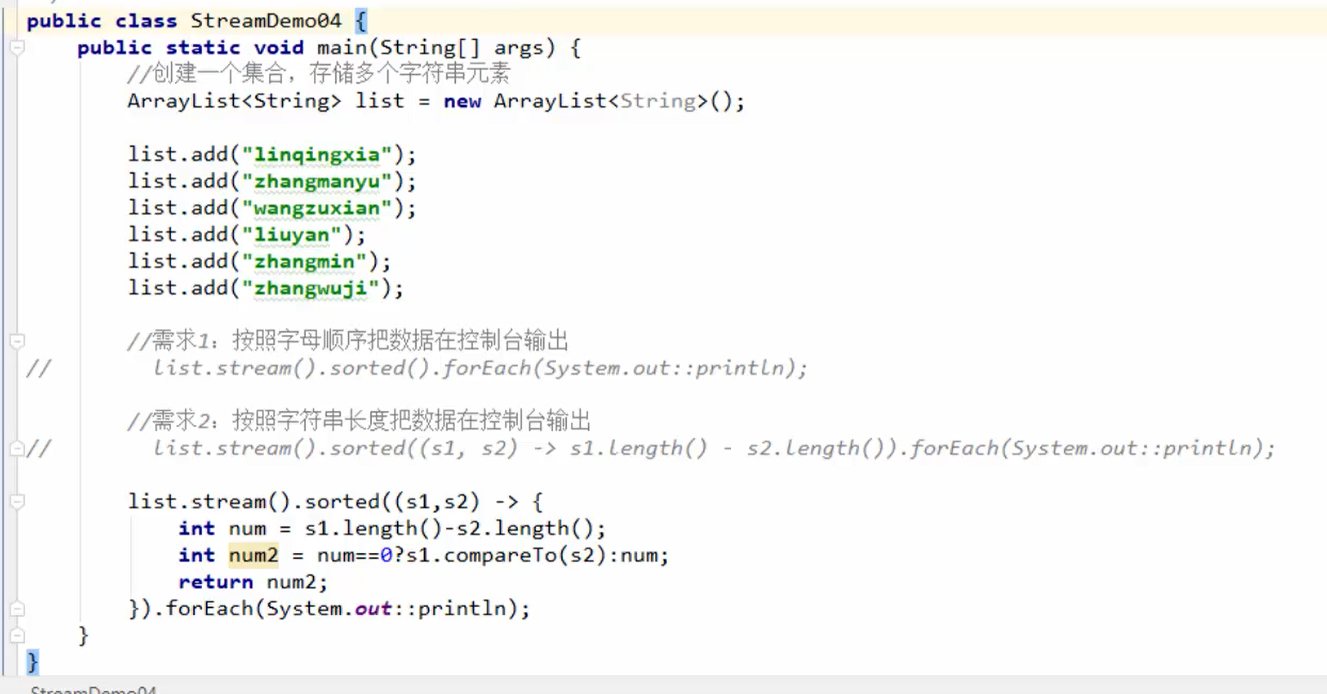 public class StreamDemo04 {
    public static void main(String[] args) {
        //创建一个集合，存储多个字符串元素
        ArrayList<String> list = new ArrayList<String>();

        list.add("linqingxia");
        list.add("zhangmanyu");
        list.add("wangzuxian");
        list.add("liuyan");
        list.add("zhangmin");
        list.add("zhangwuji");

        //需求1：按照字母顺序把数据在控制台输出
//        list.stream().sorted().forEach(System.out::println);

        //需求2：按照字符串长度把数据在控制台输出
//        list.stream().sorted((s1, s2) -> s1.length() - s2.length()).forEach(System.out::println);

        list.stream().sorted((s1,s2) -> {
            int num = s1.length()-s2.length();
            int num2 = num==0?s1.compareTo(s2):num;
            return num2;
        }).forEach(System.out::println);
    }
}
StreamDemo04